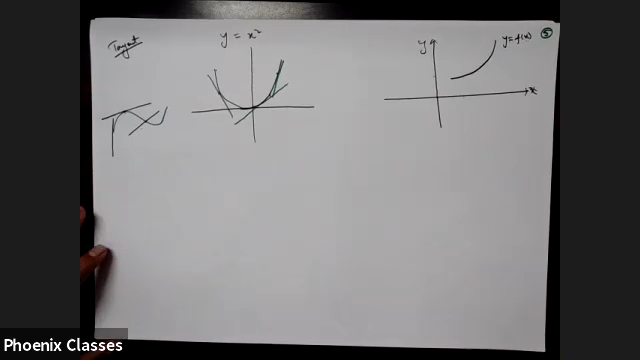 Tangent
y = x²
y
y=f(x)
5
x
Phoenix Classes